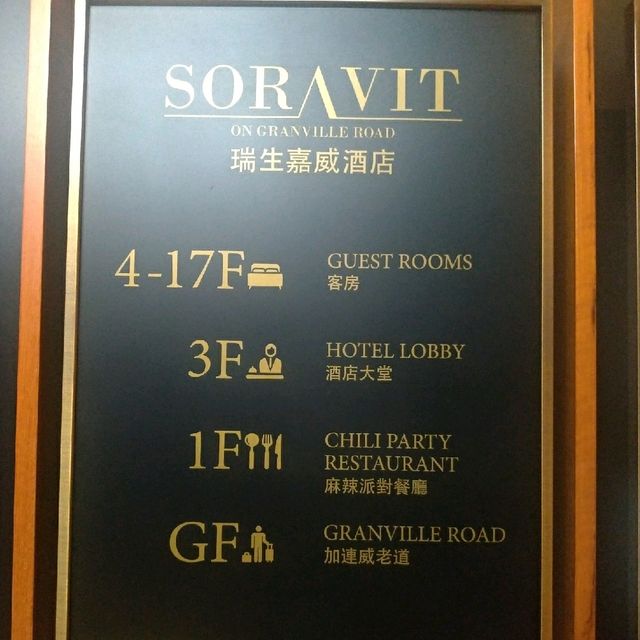 SORAVIT
ON GRANVILLE ROAD
瑞生嘉威酒店
4-17F GUEST ROOMS
客房
3F HOTEL LOBBY
酒店大堂
1F CHILI PARTY
RESTAURANT
麻辣派對餐廳
GF GRANVILLE ROAD
加連威老道